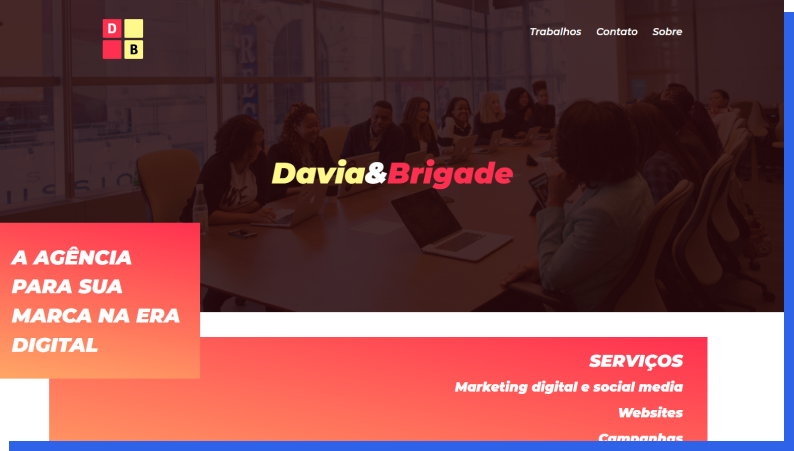 D
B
Trabalhos Contato Sobre
Davia&Brigade
A AGÊNCIA
PARA SUA
MARCA NA ERA
DIGITAL
SERVIÇOS
Marketing digital e social media
Websites
Campanhas